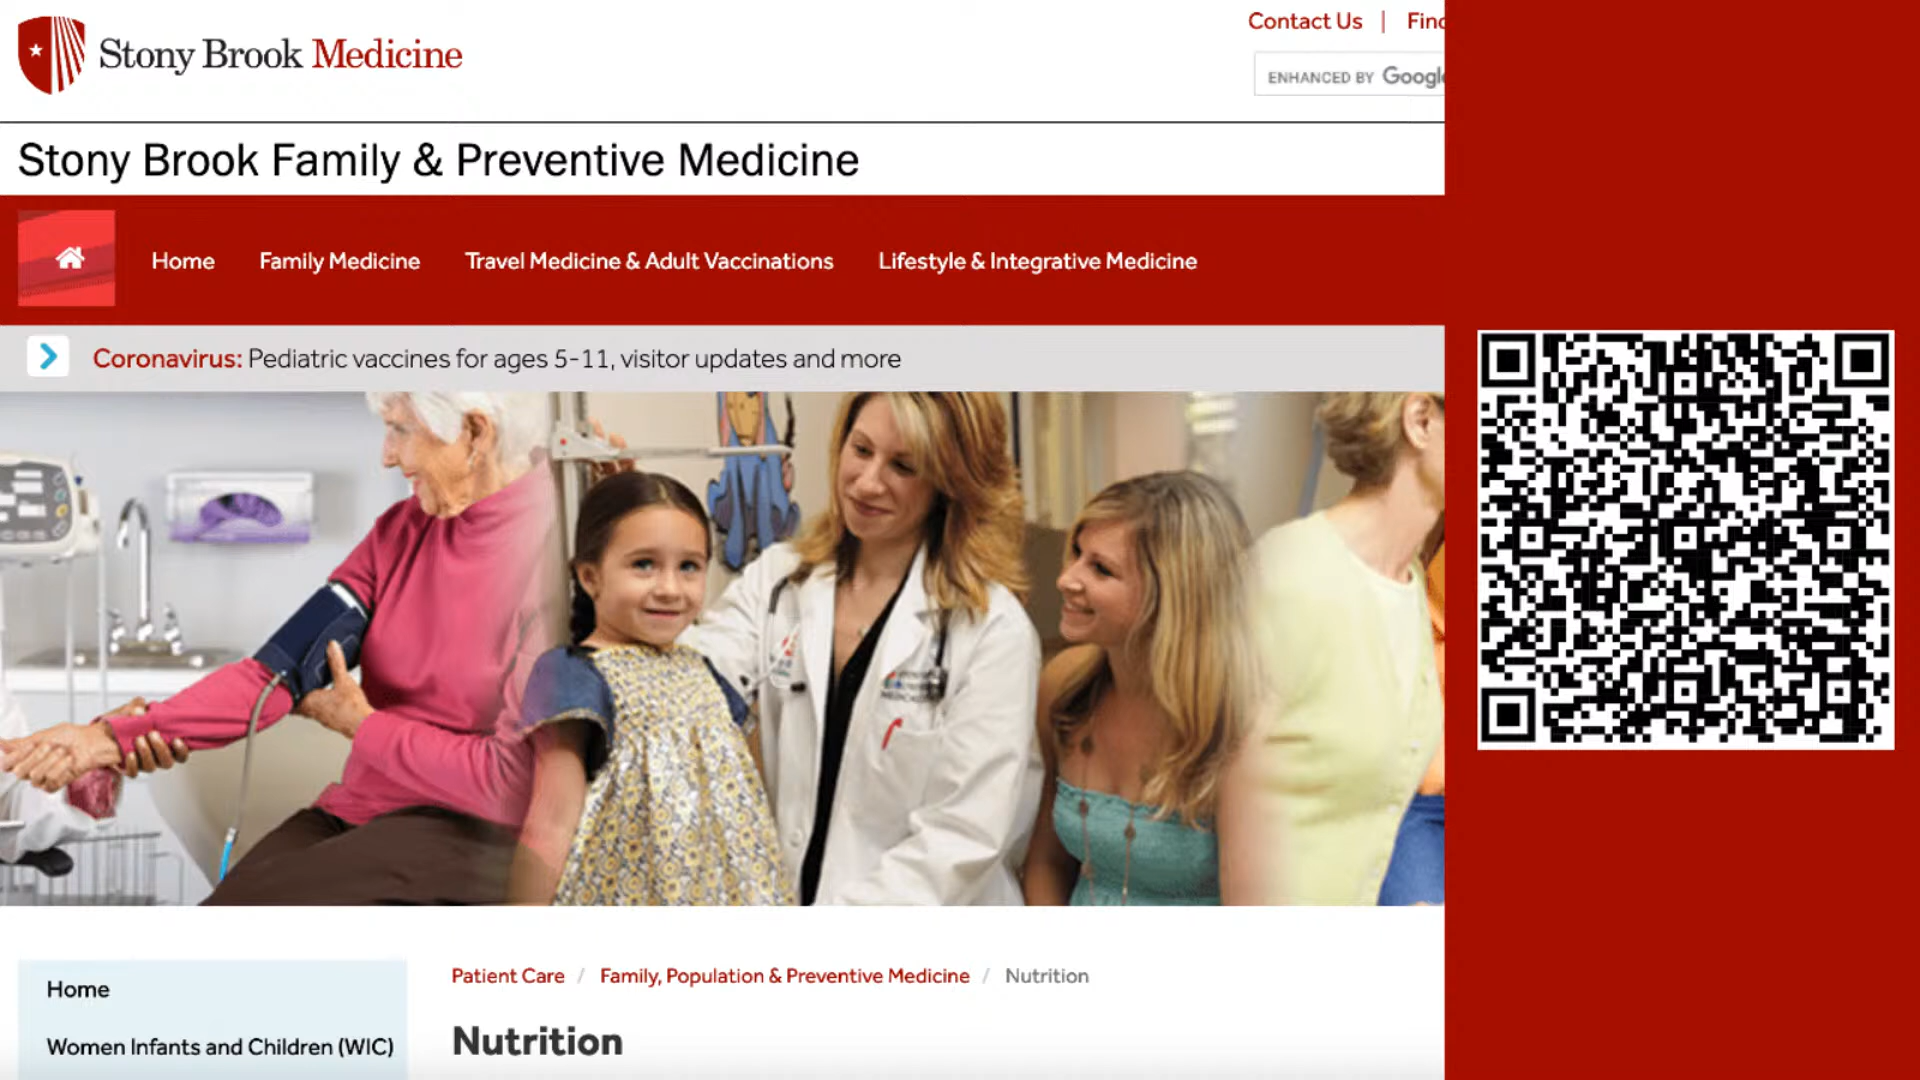 Stony Brook Medicine
Contact Us | Find
ENHANCED BY Google
Stony Brook Family & Preventive Medicine
Home Family Medicine Travel Medicine & Adult Vaccinations Lifestyle & Integrative Medicine
Coronavirus: Pediatric vaccines for ages 5-11, visitor updates and more
Patient Care / Family, Population & Preventive Medicine / Nutrition
Home
Nutrition
Women Infants and Children (WIC)